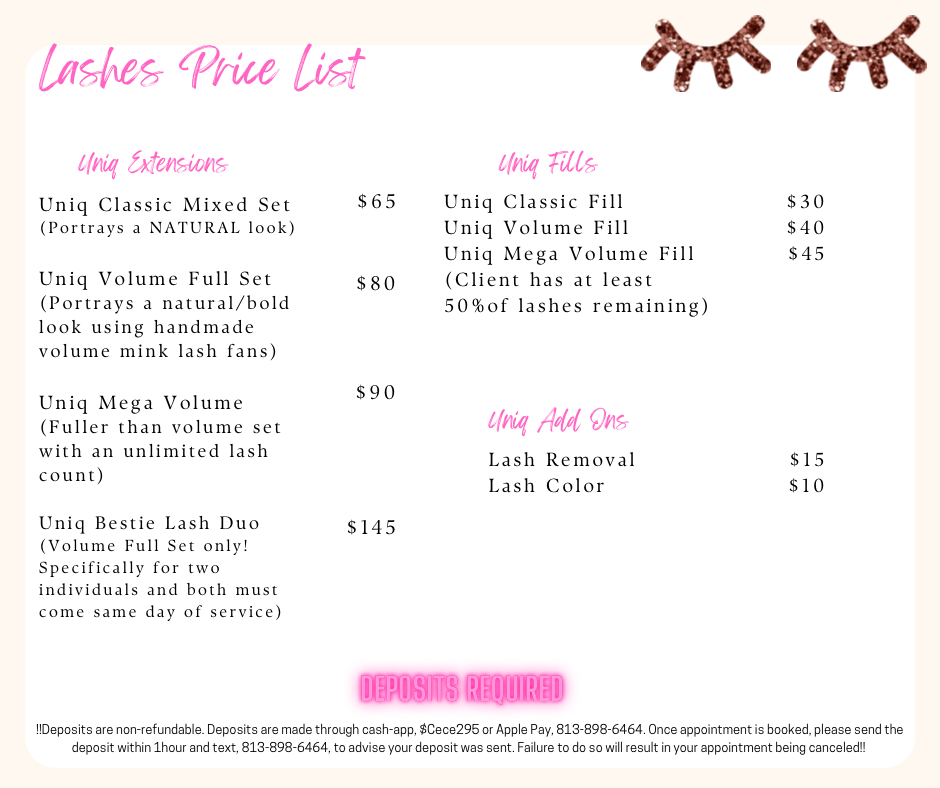 Lashes Price List
Uniq Extensions
Uniq Classic Mixed Set $65
(Portrays a NATURAL look)
Uniq Volume Full Set $80
(Portrays a natural/bold
look using handmade
volume mink lash fans)
Uniq Mega Volume $90
(Fuller than volume set
with an unlimited lash
count)
Uniq Bestie Lash Duo $145
(Volume Full Set only!
Specifically for two
individuals and both must
come same day of service)
Uniq Fills
Uniq Classic Fill $30
Uniq Volume Fill $40
Uniq Mega Volume Fill $45
(Client has at least
50%of lashes remaining)
Uniq Add Ons
Lash Removal $15
Lash Color $10
DEPOSITS REQUIRED
!!Deposits are non-refundable. Deposits are made through cash-app, $Cece295 or Apple Pay, 813-898-6464. Once appointment is booked, please send the
deposit within 1hour and text, 813-898-6464, to advise your deposit was sent. Failure to do so will result in your appointment being canceled!!